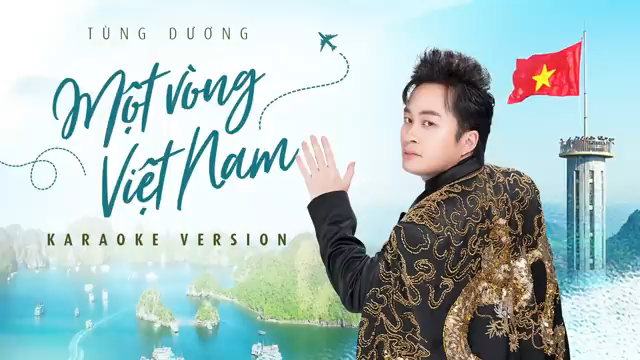 TÙNG DƯƠNG
Một vòng
Việt Nam
KARAOKE VERSION